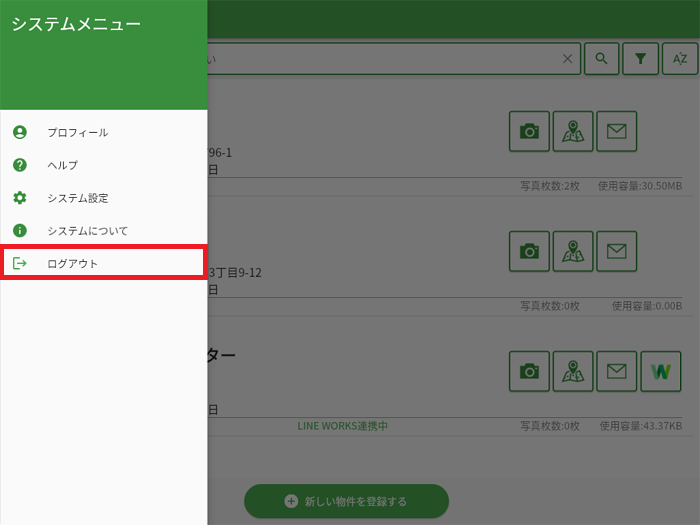 システムメニュー
プロフィール
ヘルプ
システム設定
システムについて
ログアウト
い
AZ
96-1
日
写真枚数:2枚 使用容量:30.50MB
3丁目9-12
日
写真枚数:0枚 使用容量:0.00B
ター
日
LINE WORKS連携中
写真枚数:0枚 使用容量:43.37KB
W
新しい物件を登録する